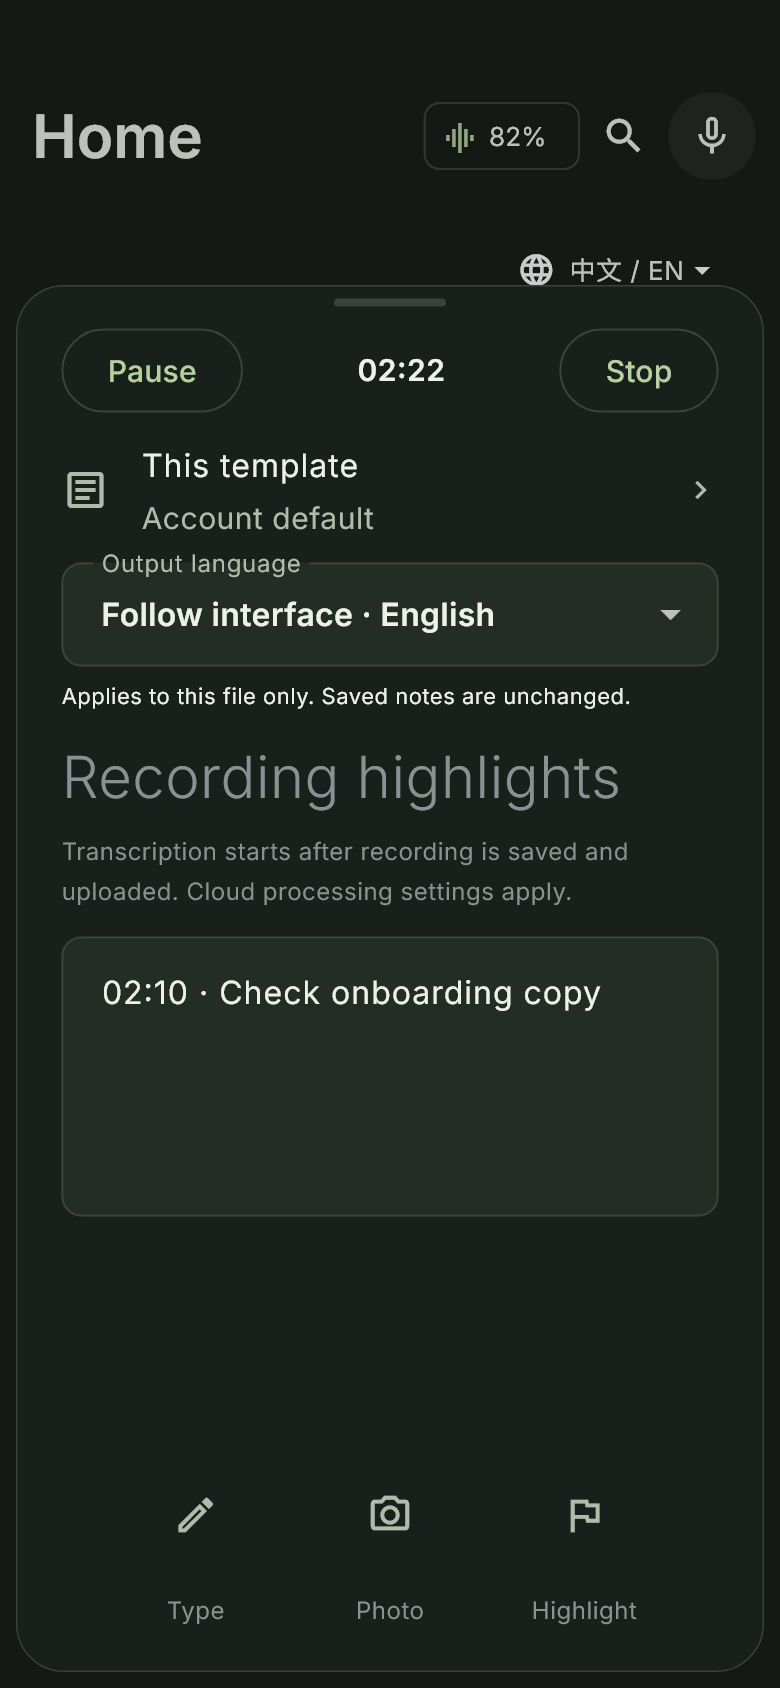 Home
82%
中文 / EN
Pause
02:22
Stop
This template
Account default
Output language
Follow interface · English
Applies to this file only. Saved notes are unchanged.
Recording highlights
Transcription starts after recording is saved and
uploaded. Cloud processing settings apply.
02:10 · Check onboarding copy
Type
Photo
Highlight